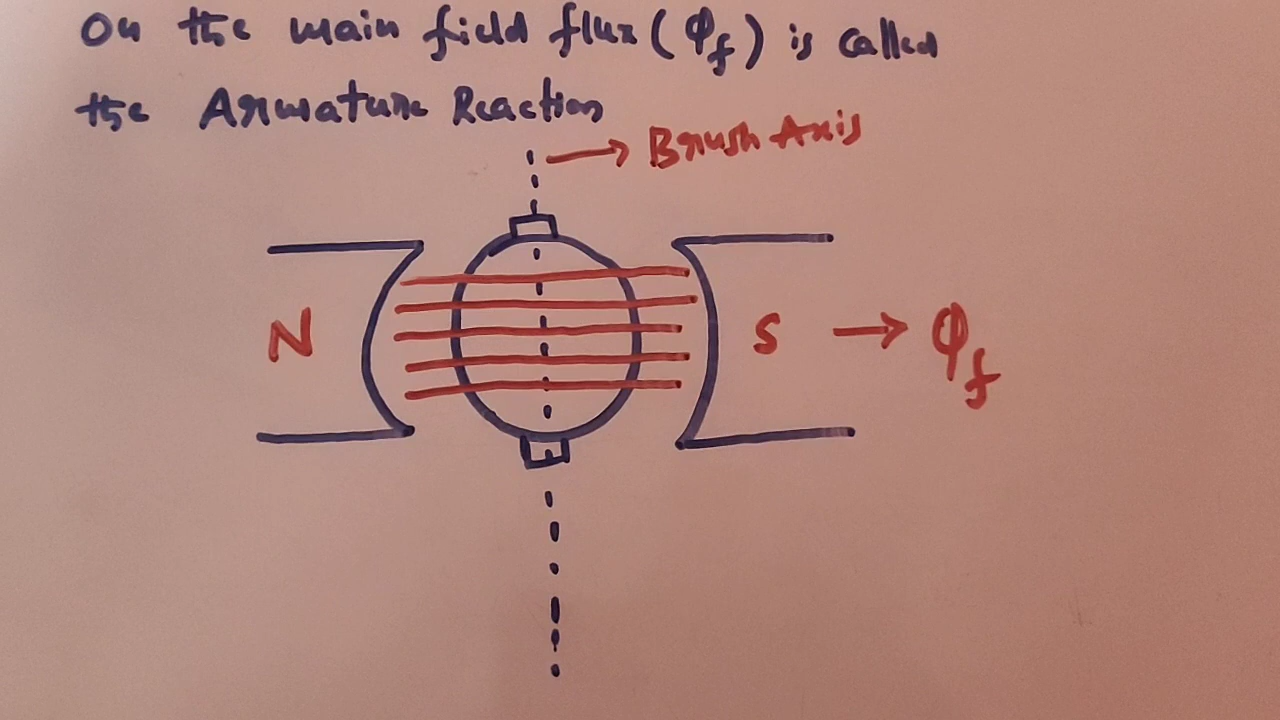 On the main field flux (ϕf) is called
the Armature Reaction
→ Brush Axis
N S → ϕf